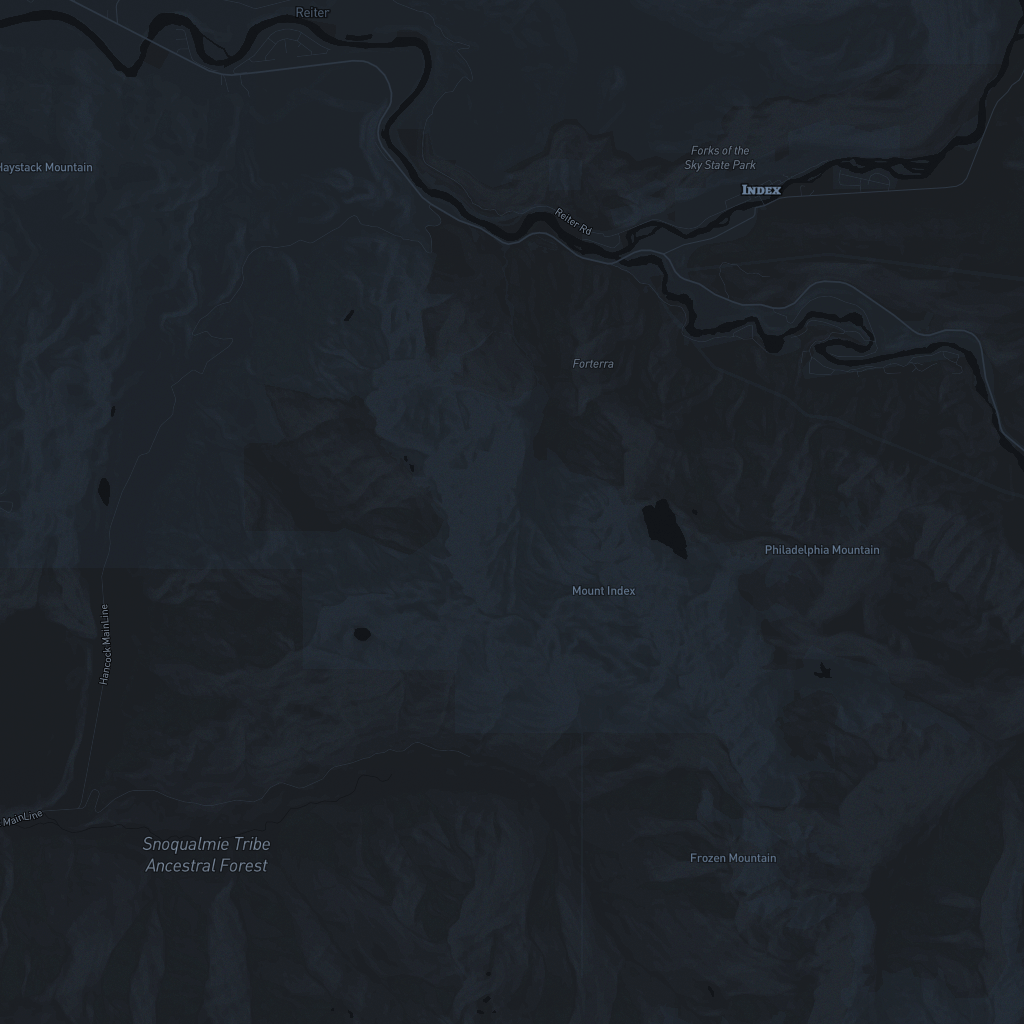 Reiter
Forks of the
Sky State Park
Haystack Mountain
INDEX
Reiter Rd
Forterra
Philadelphia Mountain
Mount Index
Hancock MainLine
MainLine
Snoqualmie Tribe
Ancestral Forest
Frozen Mountain